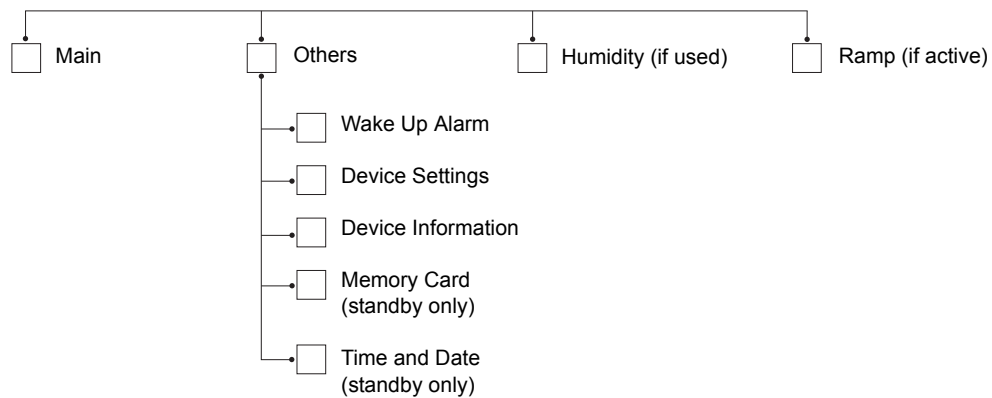 Main
Others
Humidity (if used)
Ramp (if active)
Wake Up Alarm
Device Settings
Device Information
Memory Card
(standby only)
Time and Date
(standby only)